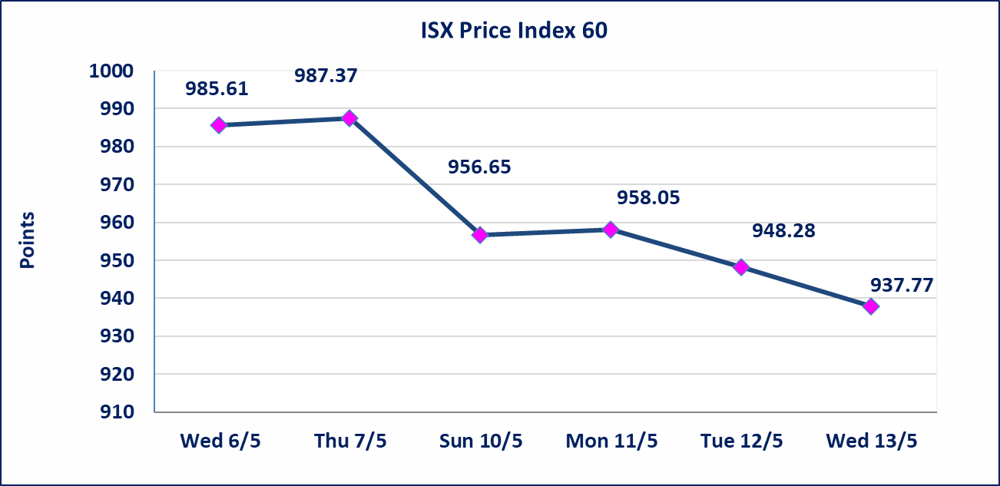 ISX Price Index 60
Points
1000
990
980
970
960
950
940
930
920
910
985.61
987.37
956.65
958.05
948.28
937.77
Wed 6/5
Thu 7/5
Sun 10/5
Mon 11/5
Tue 12/5
Wed 13/5